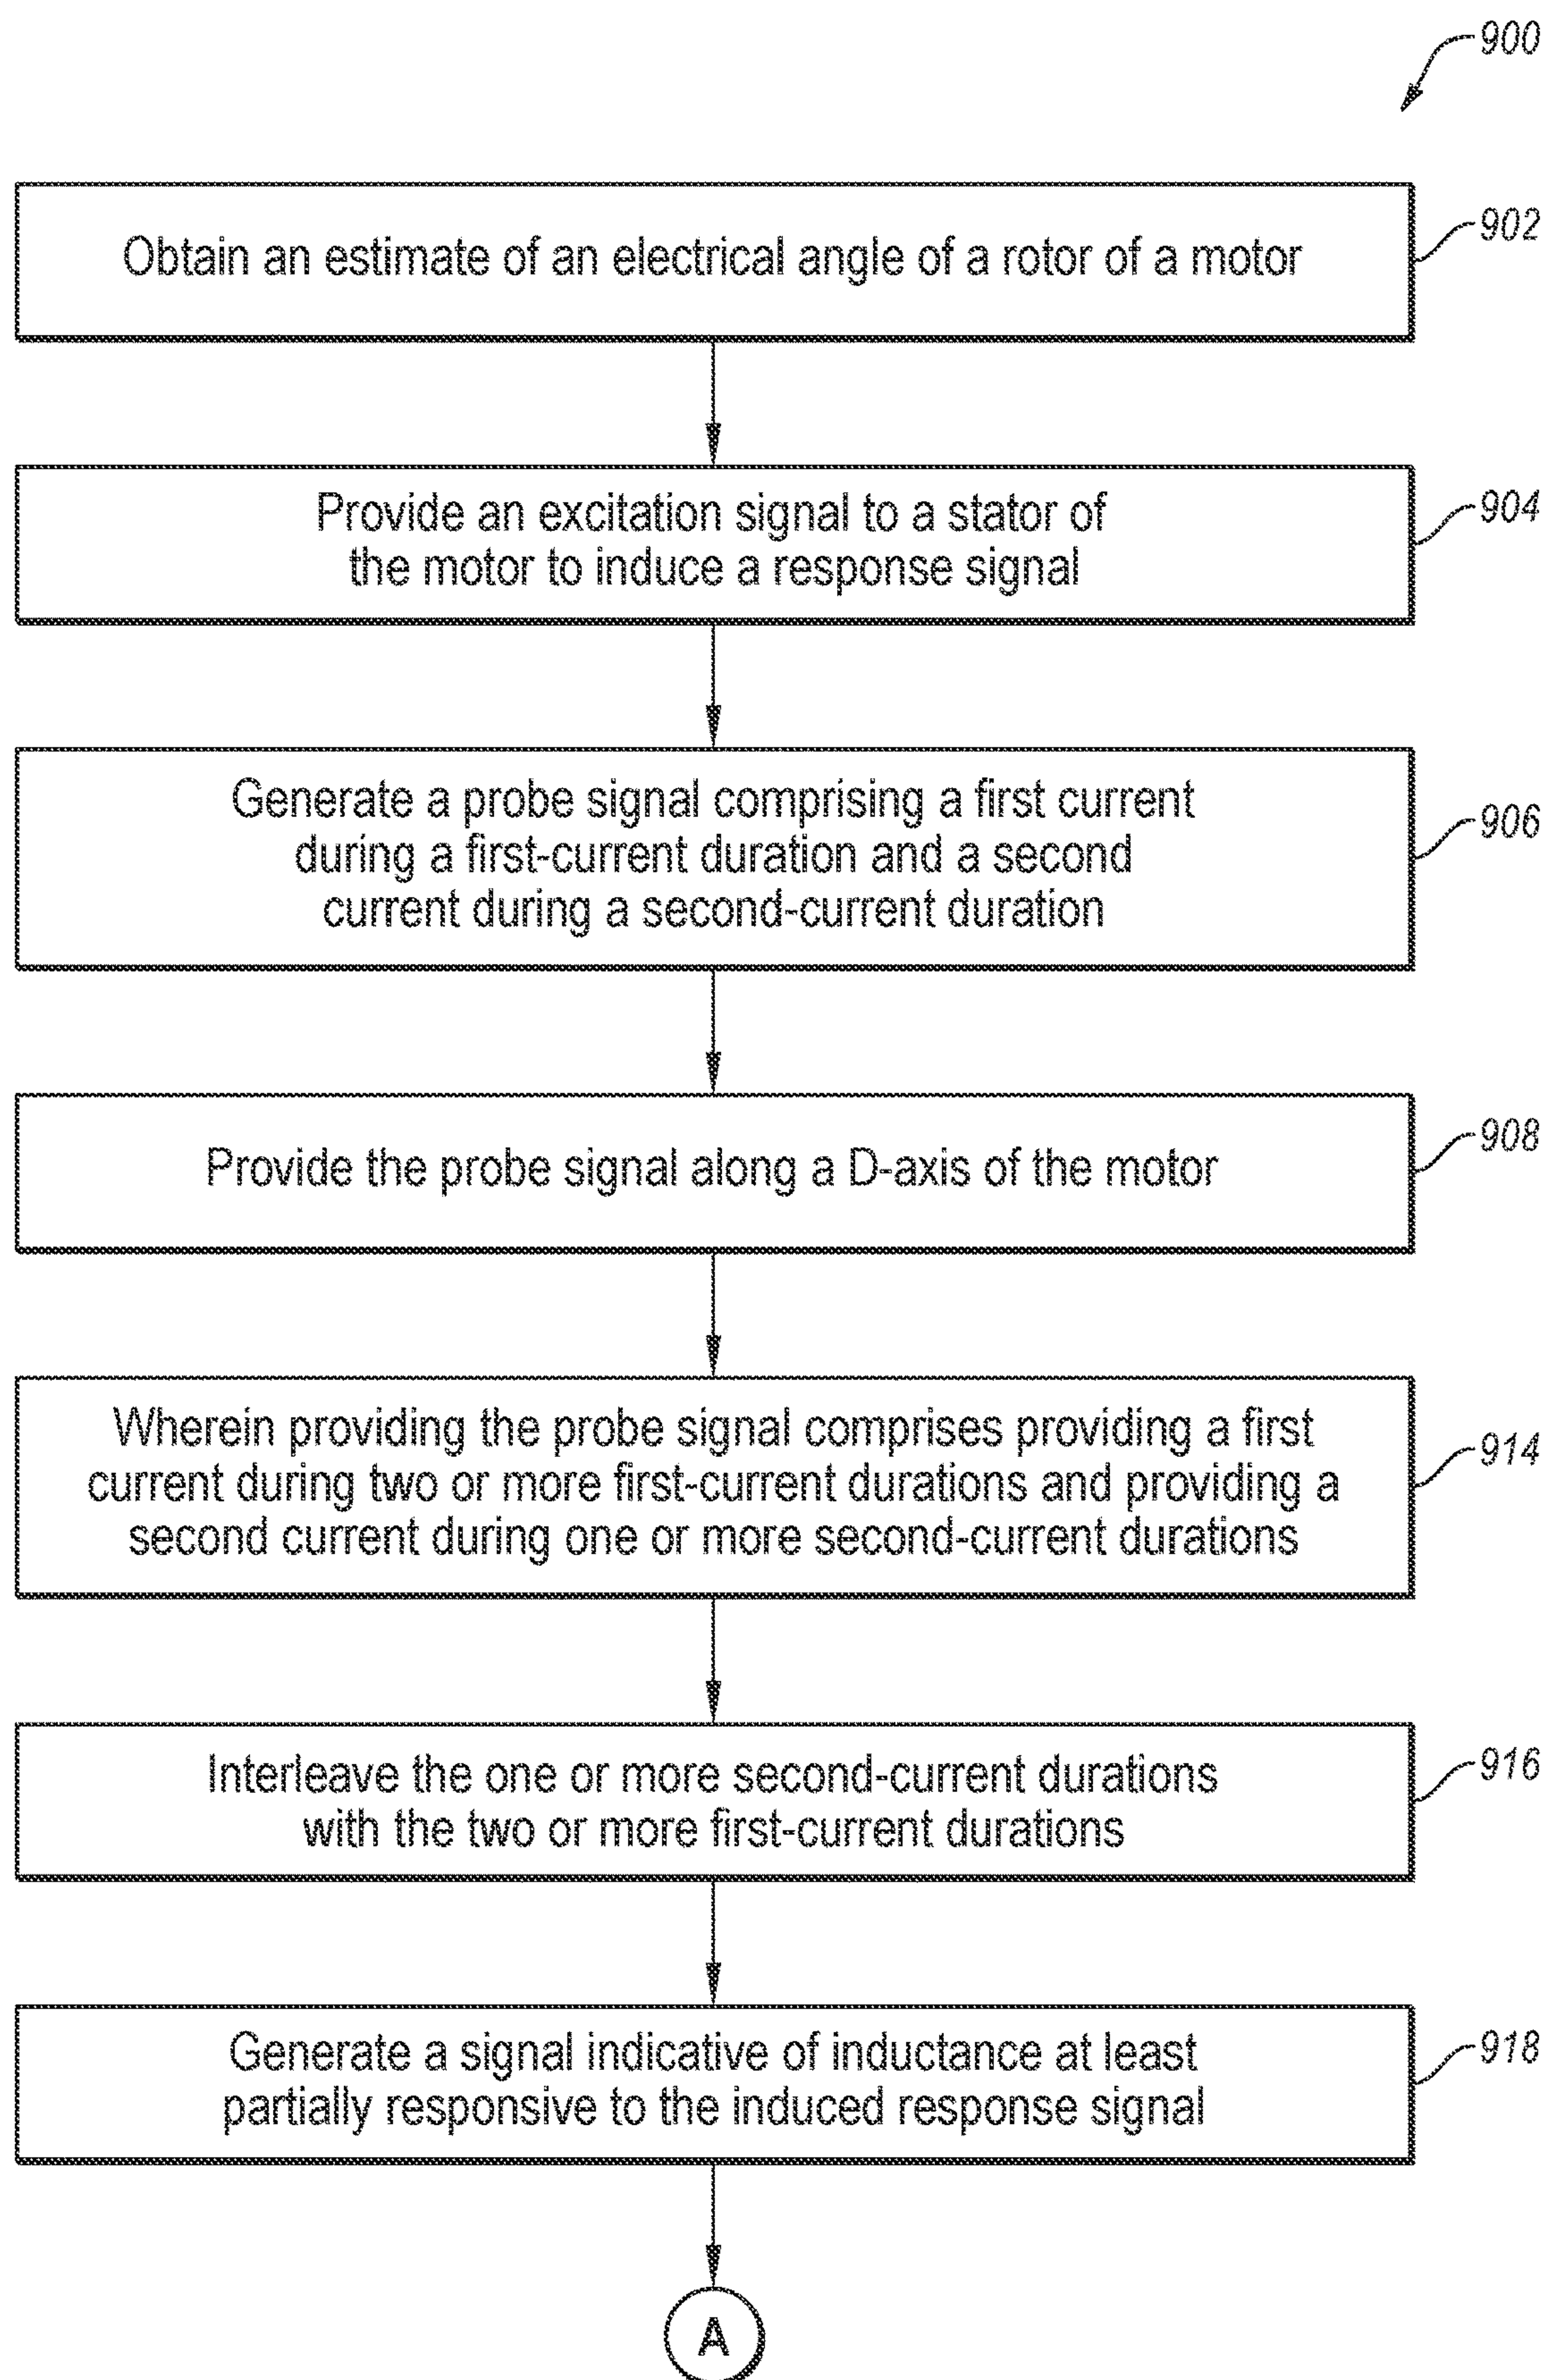 900
Obtain an estimate of an electrical angle of a rotor of a motor
902
Provide an excitation signal to a stator of
the motor to induce a response signal
904
Generate a probe signal comprising a first current
during a first-current duration and a second
current during a second-current duration
906
Provide the probe signal along a D-axis of the motor
908
Wherein providing the probe signal comprises providing a first
current during two or more first-current durations and providing a
second current during one or more second-current durations
914
Interleave the one or more second-current durations
with the two or more first-current durations
916
Generate a signal indicative of inductance at least
partially responsive to the induced response signal
918
A